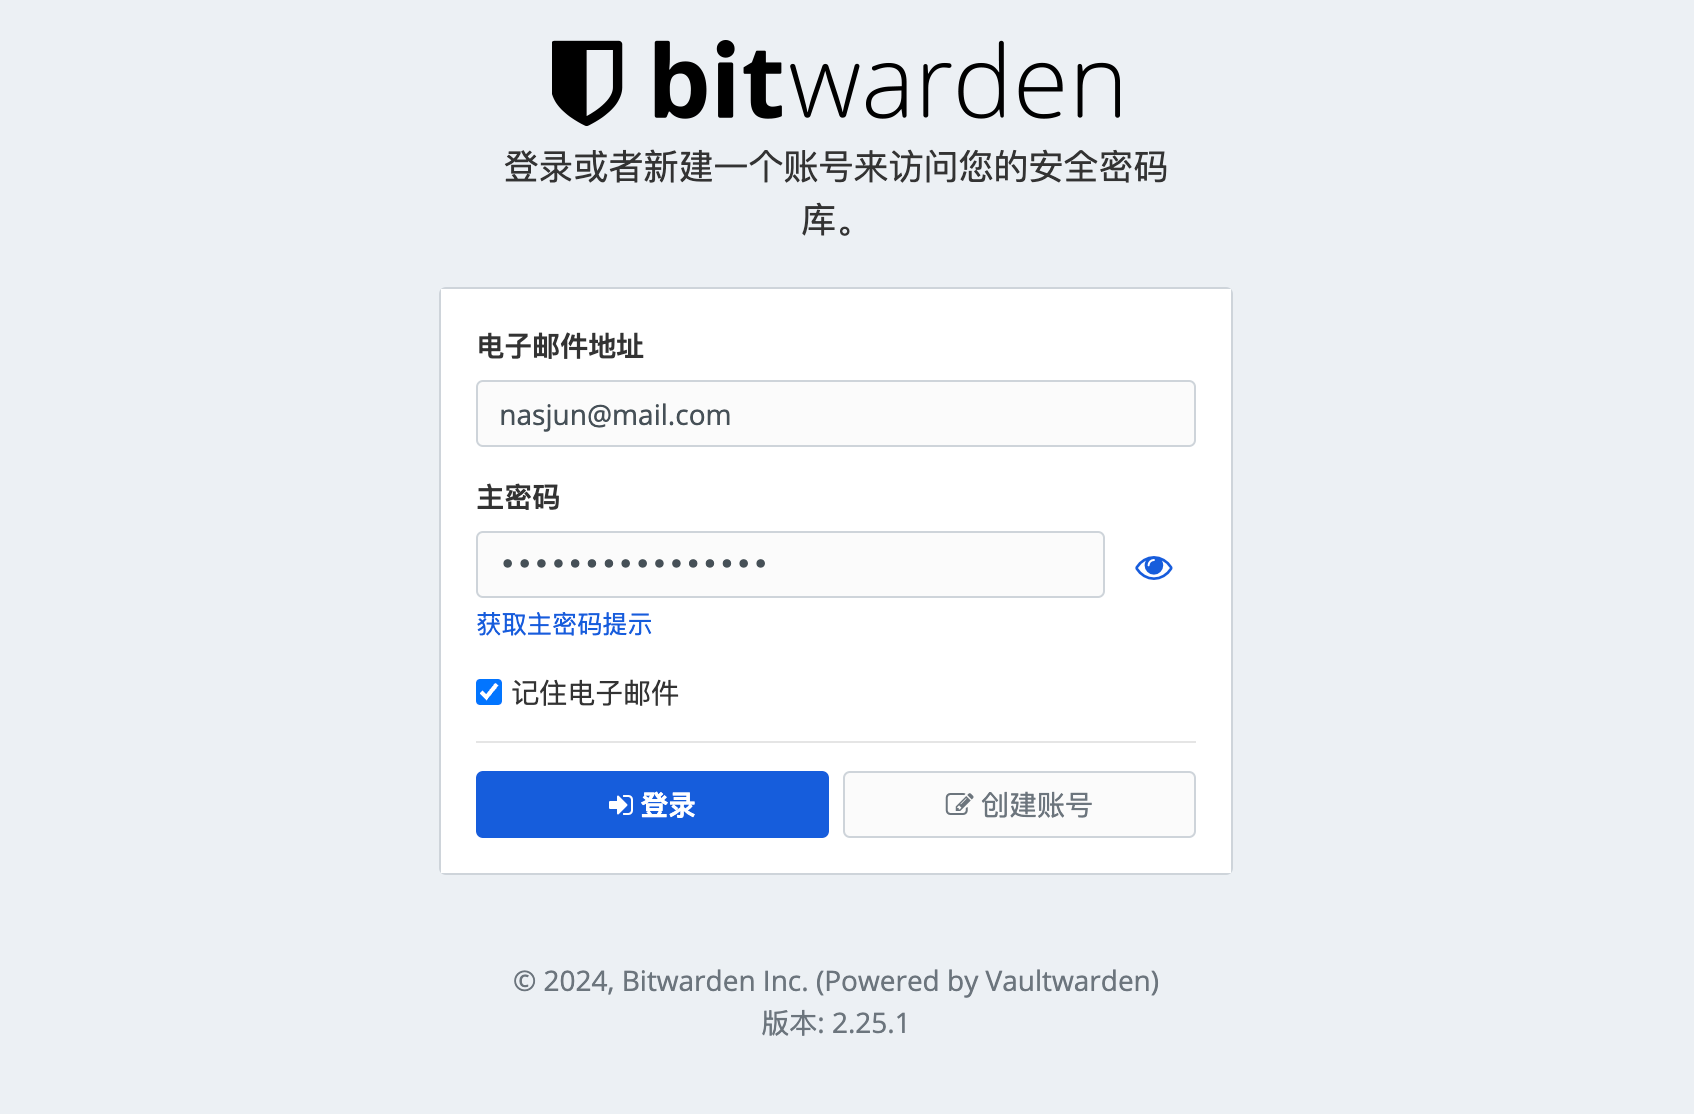 bitwarden
登录或者新建一个账号来访问您的安全密码
库。
电子邮件地址
nasjun@mail.com
主密码
••••••••••••••••
获取主密码提示
记住电子邮件
登录
创建账号
© 2024, Bitwarden Inc. (Powered by Vaultwarden)
版本: 2.25.1